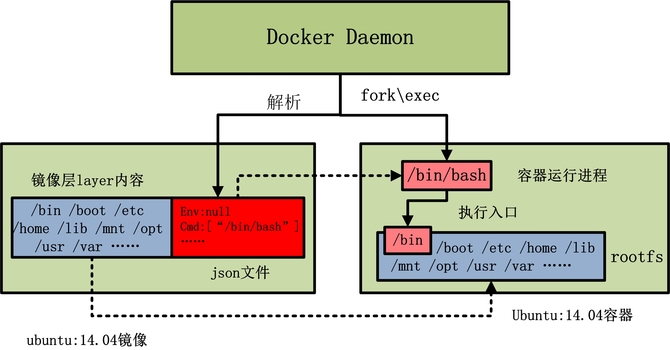 Docker Daemon
解析
fork\exec
镜像层layer内容
/bin /boot /etc
/home /lib /mnt /opt
/usr /var ……
Env:null
Cmd:[“/bin/bash”]
……
json文件
ubuntu:14.04镜像
/bin/bash
容器运行进程
执行入口
/bin
/boot /etc /home /lib
/mnt /opt /usr /var ……
rootfs
Ubuntu:14.04容器